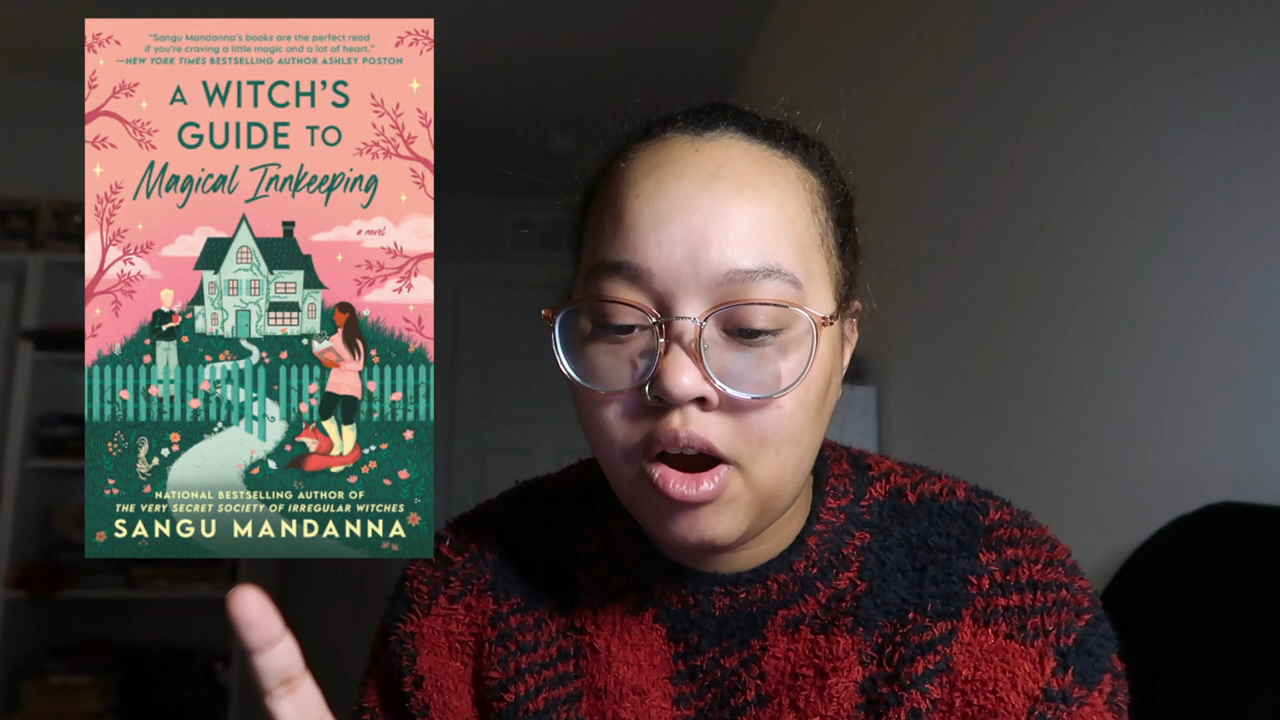 "Sangu Mandanna's books are the perfect read
if you're craving a little magic and a lot of heart."
—NEW YORK TIMES BESTSELLING AUTHOR ASHLEY POSTON
A WITCH'S
GUIDE TO
Magical Innkeeping
a novel
NATIONAL BESTSELLING AUTHOR OF
THE VERY SECRET SOCIETY OF IRREGULAR WITCHES
SANGU MANDANNA